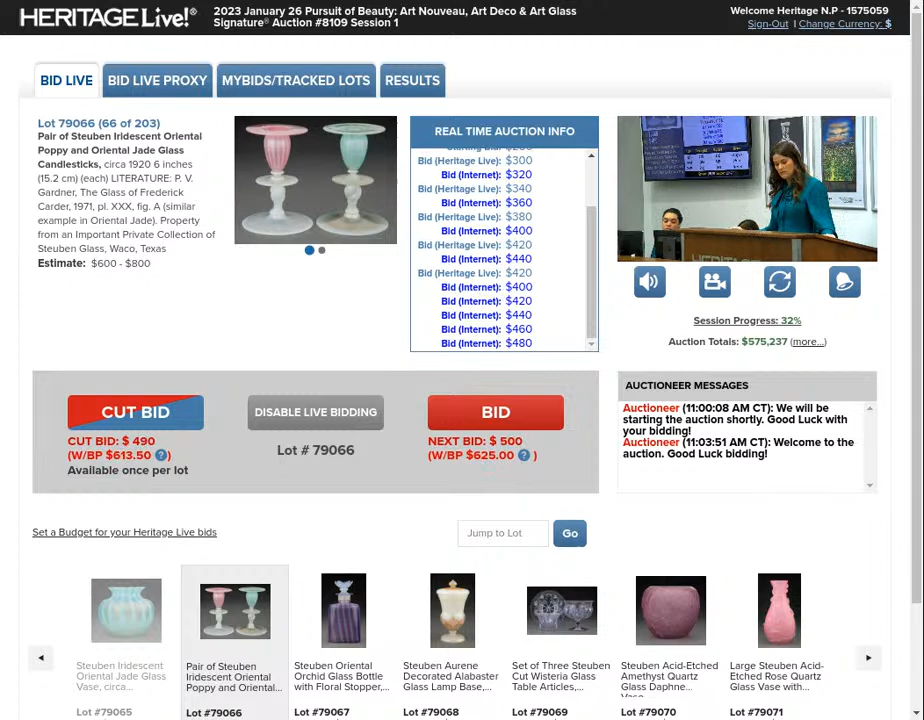 HERITAGE Live!®
2023 January 26 Pursuit of Beauty: Art Nouveau, Art Deco & Art Glass
Signature® Auction #8109 Session 1
Welcome Heritage N.P - 1575059
Sign-Out | Change Currency: $
BID LIVE
BID LIVE PROXY
MYBIDS/TRACKED LOTS
RESULTS
Lot 79066 (66 of 203)
Pair of Steuben Iridescent Oriental
Poppy and Oriental Jade Glass
Candlesticks, circa 1920 6 inches
(15.2 cm) (each) LITERATURE: P. V.
Gardner, The Glass of Frederick
Carder, 1971, pl. XXX, fig. A (similar
example in Oriental Jade). Property
from an Important Private Collection of
Steuben Glass, Waco, Texas
Estimate: $600 - $800
REAL TIME AUCTION INFO
Bid (Heritage Live): $300
Bid (Internet): $320
Bid (Heritage Live): $340
Bid (Internet): $360
Bid (Heritage Live): $380
Bid (Internet): $400
Bid (Heritage Live): $420
Bid (Internet): $440
Bid (Heritage Live): $420
Bid (Internet): $400
Bid (Internet): $420
Bid (Internet): $440
Bid (Internet): $460
Bid (Internet): $480
HERITAGE
Session Progress: 32%
Auction Totals: $575,237 (more...)
CUT BID
CUT BID: $ 490
(W/BP $613.50 ?)
Available once per lot
DISABLE LIVE BIDDING
Lot # 79066
BID
NEXT BID: $ 500
(W/BP $625.00 ? )
AUCTIONEER MESSAGES
Auctioneer (11:00:08 AM CT): We will be
starting the auction shortly. Good Luck with
your bidding!
Auctioneer (11:03:51 AM CT): Welcome to the
auction. Good Luck bidding!
Set a Budget for your Heritage Live bids
Jump to Lot
Go
Steuben Iridescent
Oriental Jade Glass
Vase, circa...
Lot #79065
Pair of Steuben
Iridescent Oriental
Poppy and Oriental...
Lot #79066
Steuben Oriental
Orchid Glass Bottle
with Floral Stopper,...
Lot #79067
Steuben Aurene
Decorated Alabaster
Glass Lamp Base,...
Lot #79068
Set of Three Steuben
Cut Wisteria Glass
Table Articles,...
Lot #79069
Steuben Acid-Etched
Amethyst Quartz
Glass Daphne...
Vase
Lot #79070
Large Steuben Acid-
Etched Rose Quartz
Glass Vase with...
Lot #79071